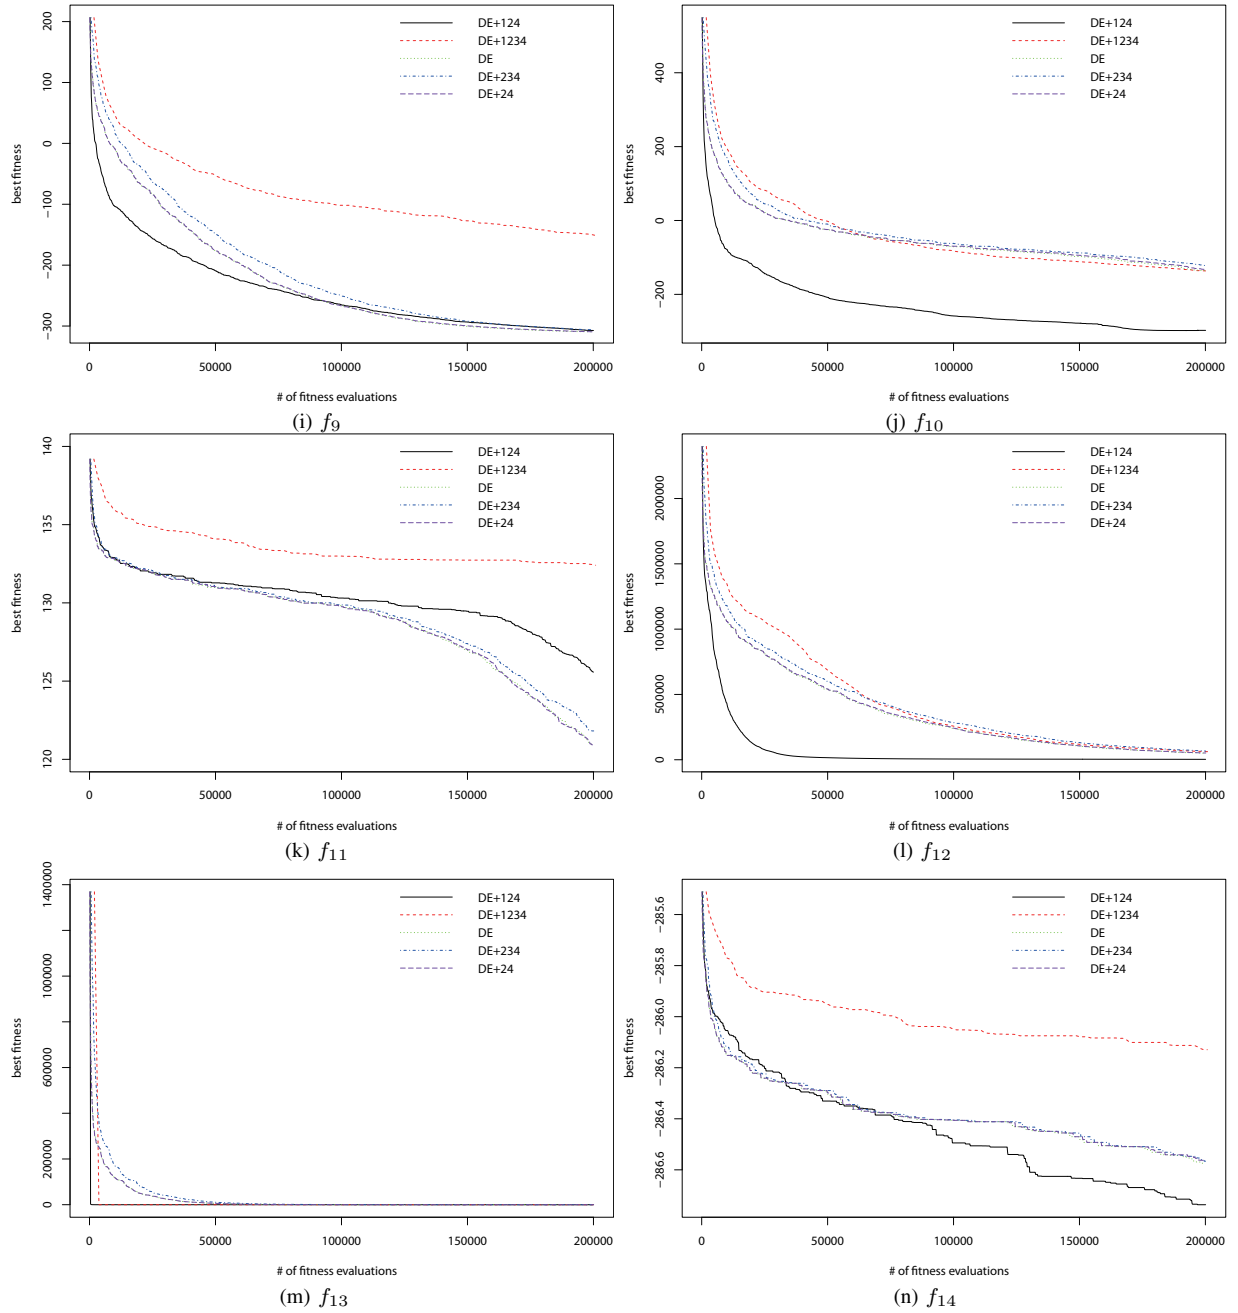 DE+124
DE+1234
DE
DE+234
DE+24
best fitness
200
100
0
−100
−200
−300
0
50000
100000
150000
200000
# of fitness evaluations
(i) f9
DE+124
DE+1234
DE
DE+234
DE+24
best fitness
400
200
0
−200
0
50000
100000
150000
200000
# of fitness evaluations
(j) f10
DE+124
DE+1234
DE
DE+234
DE+24
best fitness
140
135
130
125
120
0
50000
100000
150000
200000
# of fitness evaluations
(k) f11
DE+124
DE+1234
DE
DE+234
DE+24
best fitness
2000000
1500000
1000000
500000
0
0
50000
100000
150000
200000
# of fitness evaluations
(l) f12
DE+124
DE+1234
DE
DE+234
DE+24
best fitness
1400000
1000000
600000
200000
0
0
50000
100000
150000
200000
# of fitness evaluations
(m) f13
DE+124
DE+1234
DE
DE+234
DE+24
best fitness
−285.6
−285.8
−286.0
−286.2
−286.4
−286.6
0
50000
100000
150000
200000
# of fitness evaluations
(n) f14